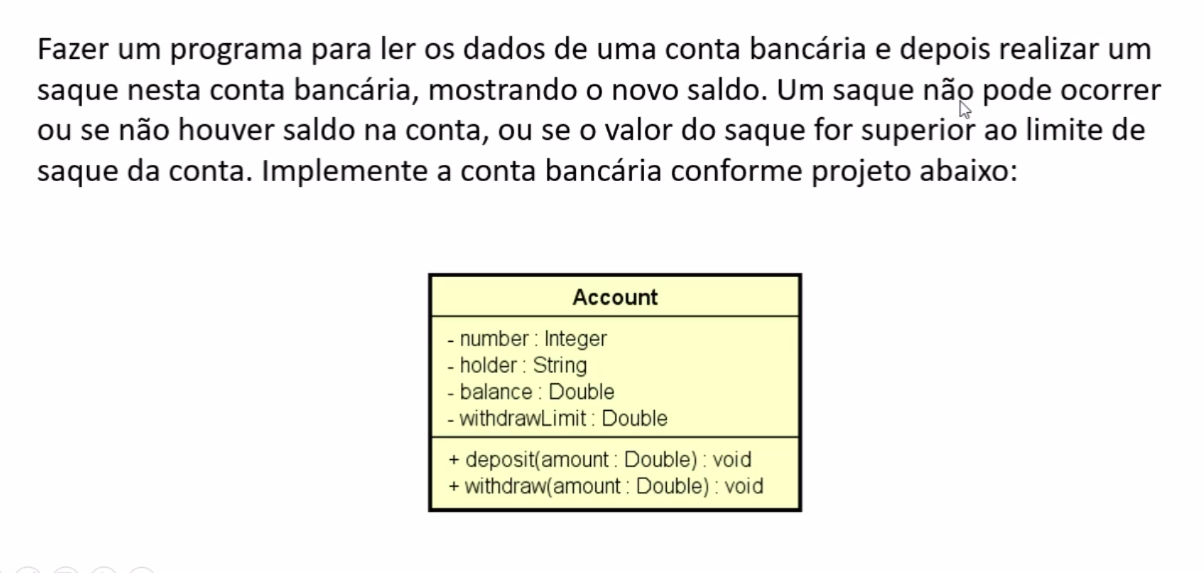 Fazer um programa para ler os dados de uma conta bancária e depois realizar um
saque nesta conta bancária, mostrando o novo saldo. Um saque não pode ocorrer
ou se não houver saldo na conta, ou se o valor do saque for superior ao limite de
saque da conta. Implemente a conta bancária conforme projeto abaixo:
Account
- number : Integer
- holder : String
- balance : Double
- withdrawLimit : Double
+ deposit(amount : Double) : void
+ withdraw(amount : Double) : void